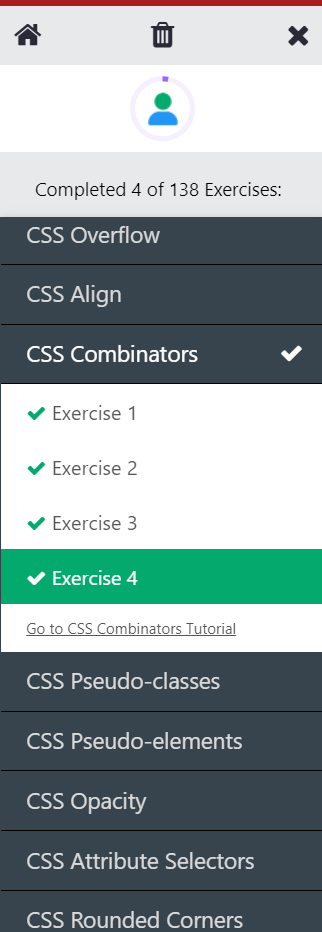 Completed 4 of 138 Exercises:
CSS Overflow
CSS Align
CSS Combinators
Exercise 1
Exercise 2
Exercise 3
Exercise 4
Go to CSS Combinators Tutorial
CSS Pseudo-classes
CSS Pseudo-elements
CSS Opacity
CSS Attribute Selectors
CSS Rounded Corners